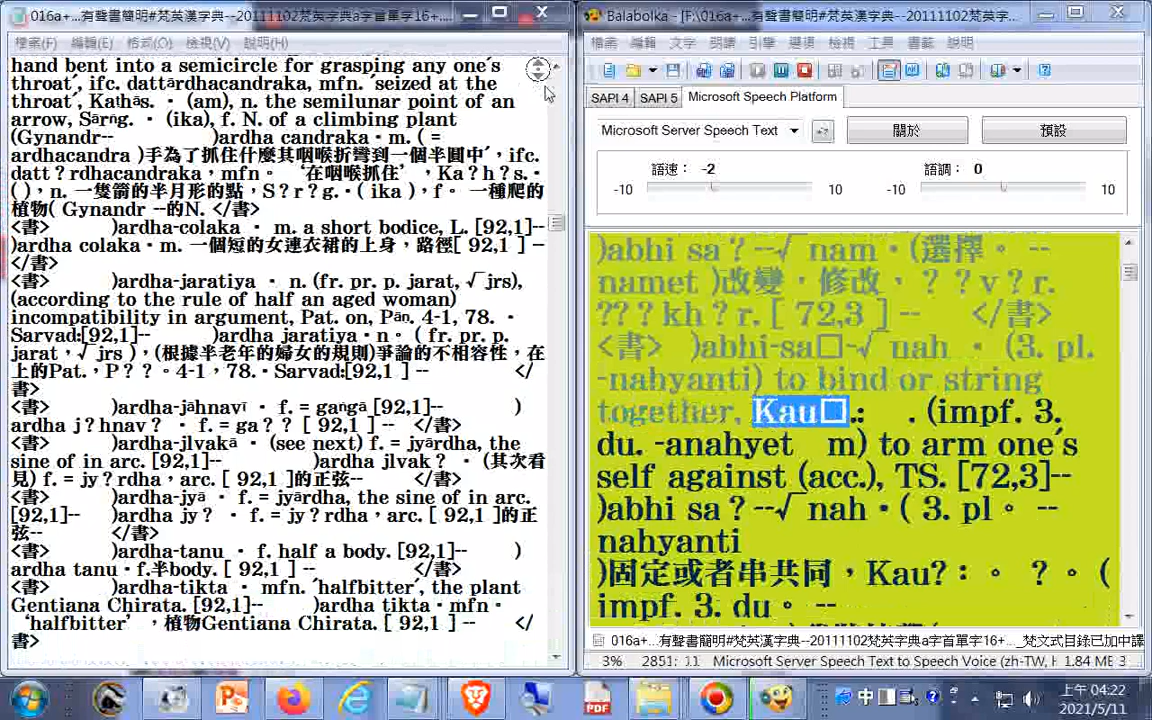 有聲書簡明#梵英漢字典--20111102梵英字典a字首單字16+...
檔案(F) 編輯(E) 格式(O) 檢視(V) 說明(H)
hand bent into a semicircle for grasping any one's
throat', ifc. dattārdhacandraka, mfn. 'seized at the
throat', Kaṭhās. · (am), n. the semilunar point of an
arrow, Sārṅg. · (ika), f. N. of a climbing plant
(Gynandr-- )ardha candraka · m. ( =
ardhacandra )手為了抓住什麼其咽喉折彎到一個半圓中', ifc.
datt ? rdhacandraka, mfn。 '在咽喉抓住', Ka ? h ? s. ·
( ), n. 一隻箭的半月形的點, S ? r ? g. · ( ika ), f。 一種爬的
植物( Gynandr --的N. </書>
<書> )ardha-colaka · m. a short bodice, L. [92,1]--
)ardha colaka · m. 一個短的女連衣裙的上身,路徑[ 92,1 ] --
</書>
<書> )ardha-jaratiya · n. (fr. pr. p. jarat, √jrs),
(according to the rule of half an aged woman)
incompatibility in argument, Pat. on, Pāṇ. 4-1, 78. ·
Sarvad:[92,1]-- )ardha jaratiya · n。 ( fr. pr. p.
jarat,√jrs ),(根據半老年的婦女的規則)爭論的不相容性,在
上的Pat.,P ? ?。4-1,78. · Sarvad:[92,1 ] -- </
書>
<書> )ardha-jāhnavī · f. = gaṅgā[92,1]-- )
ardha j?hnav? · f. = ga ? ? [ 92,1 ] -- </書>
<書> )ardha-jlvakā · (see next) f. = jyārdha, the
sine of in arc. [92,1]-- )ardha jlvak ? · (其次看
見) f. = jy ? rdha,arc. [ 92,1 ]的正弦 </書>
<書> )ardha-jyā · f. = jyārdha, the sine of in arc.
[92,1]-- )ardha jy ? · f. = jy ? rdha,arc. [ 92,1 ]的正
弦-- </書>
<書> )ardha-tanu · f. half a body. [92,1]-- )
ardha tanu · f.半body. [ 92,1 ] -- </書>
<書> )ardha-tikta · mfn. 'halfbitter', the plant
Gentiana Chirata. [92,1]-- )ardha tikta · mfn ·
'halfbitter',植物Gentiana Chirata. [ 92,1 ] -- </
書>
Balabolka - [F:\016a+...有聲書簡明#梵英漢字典--20111102梵英字...
檔案 編輯 文字 朗讀 引擎 選項 檢視 工具 書籤 說明
SAPI 4 SAPI 5 Microsoft Speech Platform
Microsoft Server Speech Text 關於 預設
語速: -2 語調: 0
-10 10 -10 10
)abhi sa ? --√ nam · (選擇。 --
namet )改變,修改, ? ? v ? r.
??? kh ? r. [ 72,3 ] -- </書>
<書> )abhi-sa□-√ nah · (3. pl.
-nahyanti) to bind or string
together, Kau□.: . (impf. 3.
du. -anahyet m) to arm one's
self against (acc.), TS. [72,3]--
)abhi sa ? --√ nah · ( 3. pl。 --
nahyanti
)固定或者串共同,Kau?:。 ?。 (
impf. 3. du。 --
016a+...有聲書簡明#梵英漢字典--20111102梵英字典a字首單字16+..._梵文式目錄已加中譯
3% 2851: 11 Microsoft Server Speech Text to Speech Voice (zh-TW, H 1.84 MB
中
上午 04:22
2021/5/11